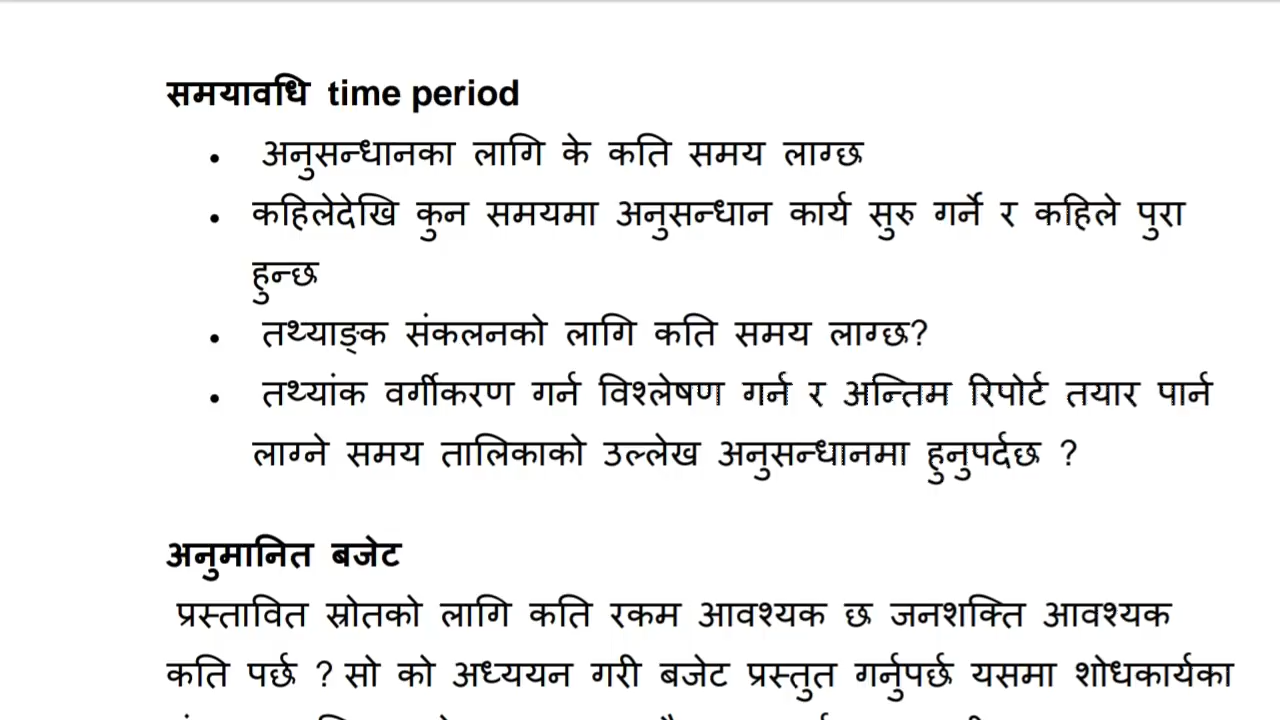 समयावधि time period
• अनुसन्धानका लागि के कति समय लाग्छ
• कहिलेदेखि कुन समयमा अनुसन्धान कार्य सुरु गर्ने र कहिले पुरा
हुन्छ
• तथ्याङ्क संकलनको लागि कति समय लाग्छ?
• तथ्यांक वर्गीकरण गर्न विश्लेषण गर्न र अन्तिम रिपोर्ट तयार पार्न
लाग्ने समय तालिकाको उल्लेख अनुसन्धानमा हुनुपर्दछ ?
अनुमानित बजेट
प्रस्तावित स्रोतको लागि कति रकम आवश्यक छ जनशक्ति आवश्यक
कति पर्छ ? सो को अध्ययन गरी बजेट प्रस्तुत गर्नुपर्छ यसमा शोधकार्यका